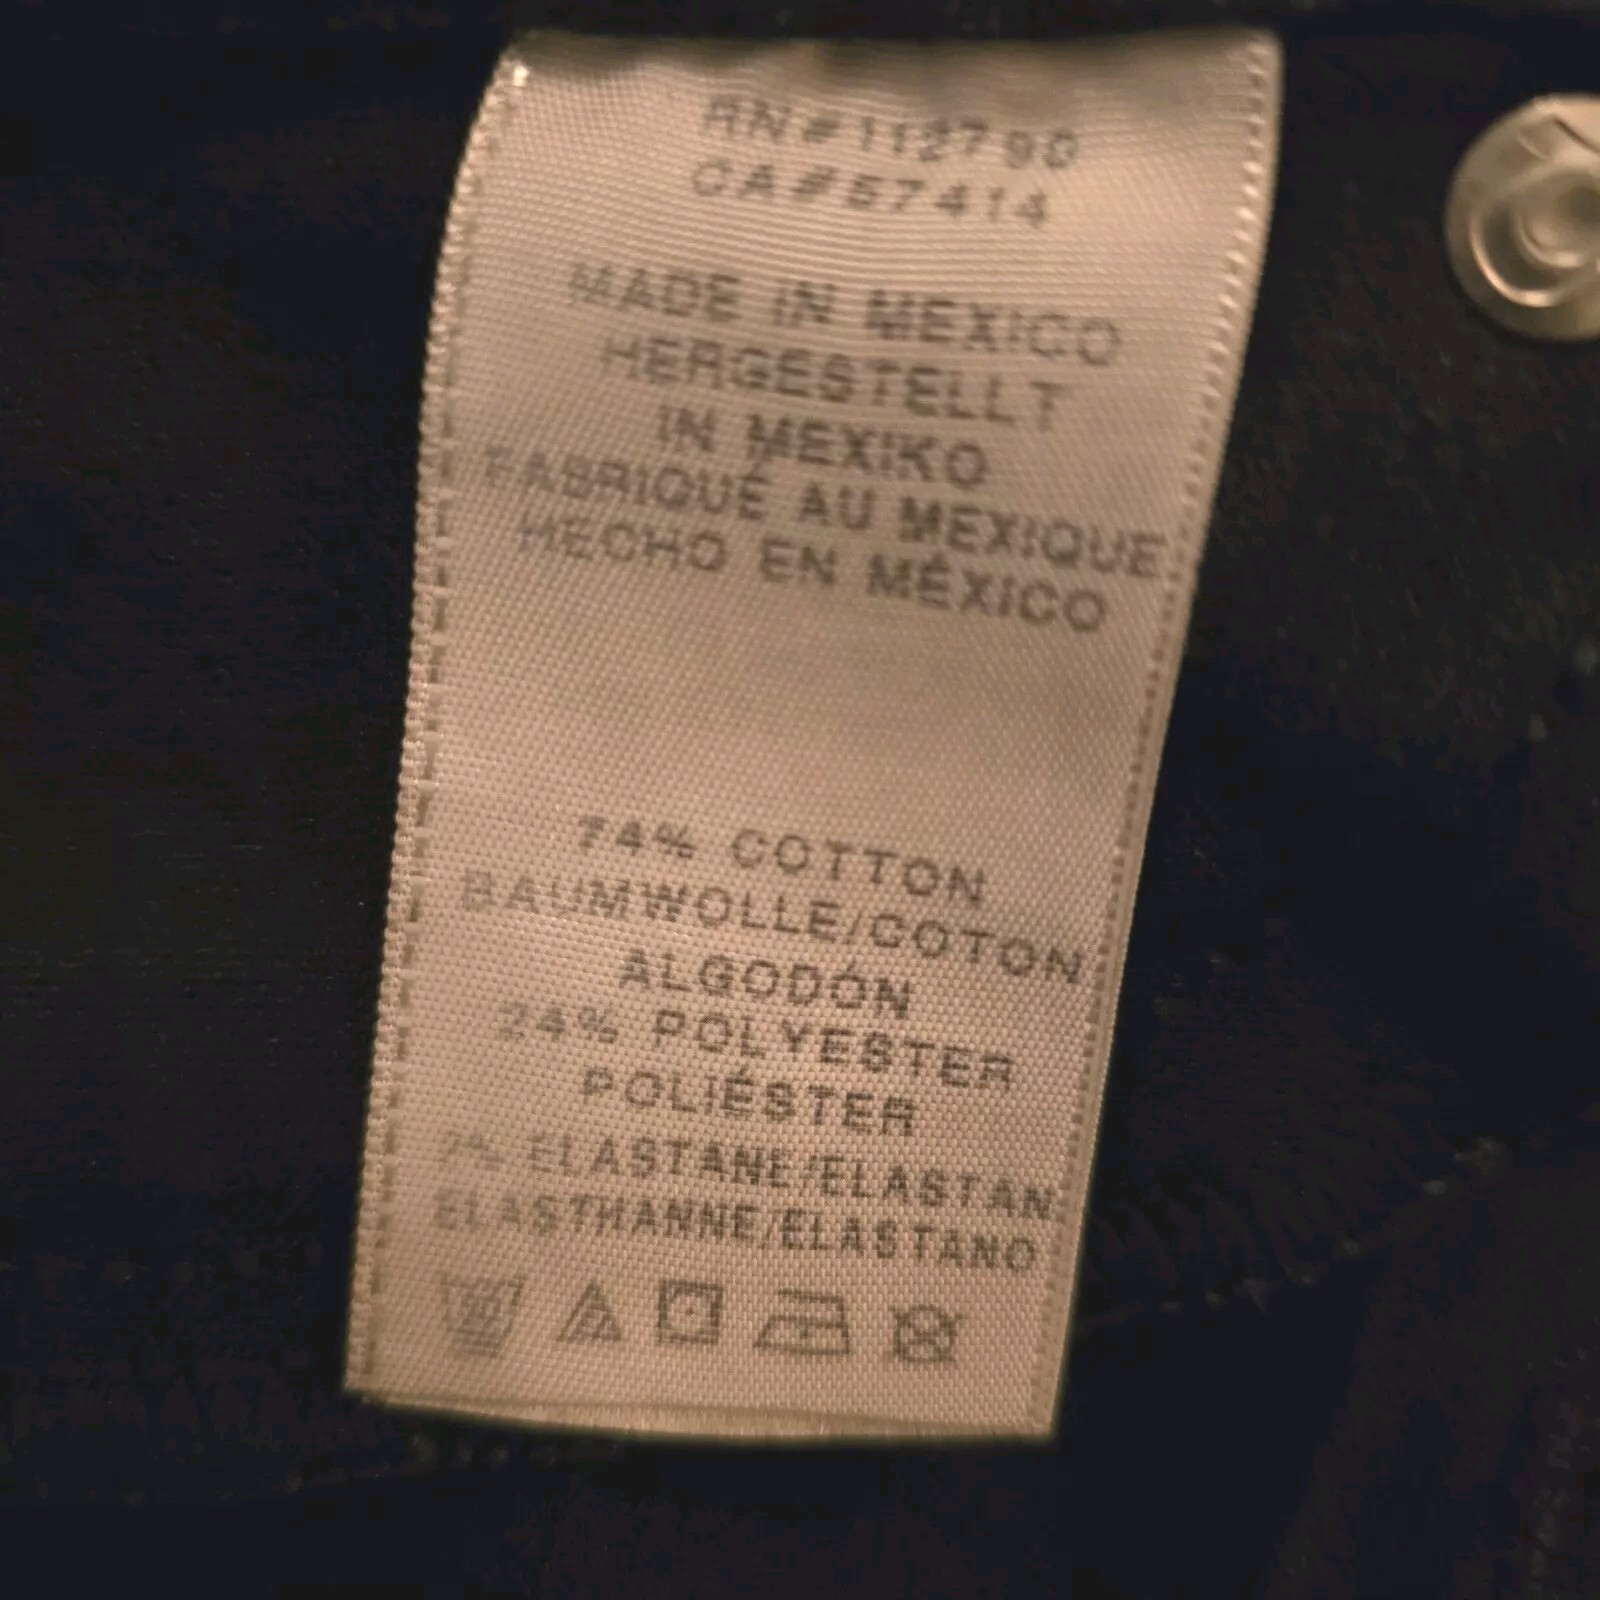 RN#112790
CA#57414
MADE IN MEXICO
HERGESTELLT
IN MEXIKO
FABRIQUÉ AU MEXIQUE
HECHO EN MÉXICO
74% COTTON
BAUMWOLLE/COTON
ALGODÓN
24% POLYESTER
POLIÉSTER
ELASTANE/ELASTAN
ELASTHANNE/ELASTANO